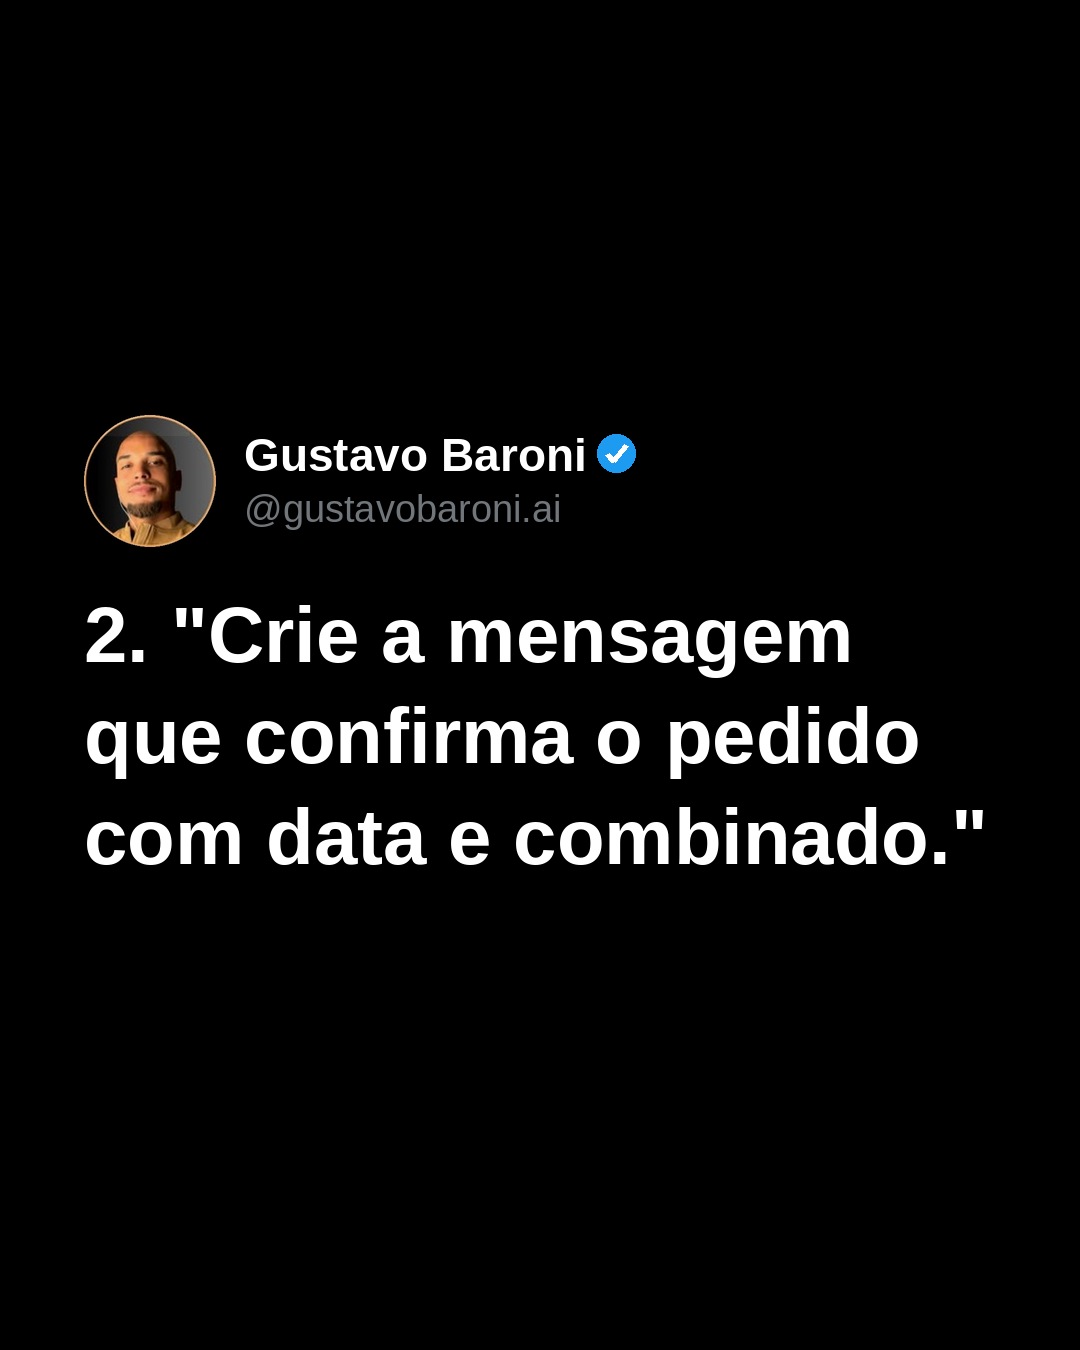 Gustavo Baroni
@gustavobaroni.ai
2. "Crie a mensagem
que confirma o pedido
com data e combinado."